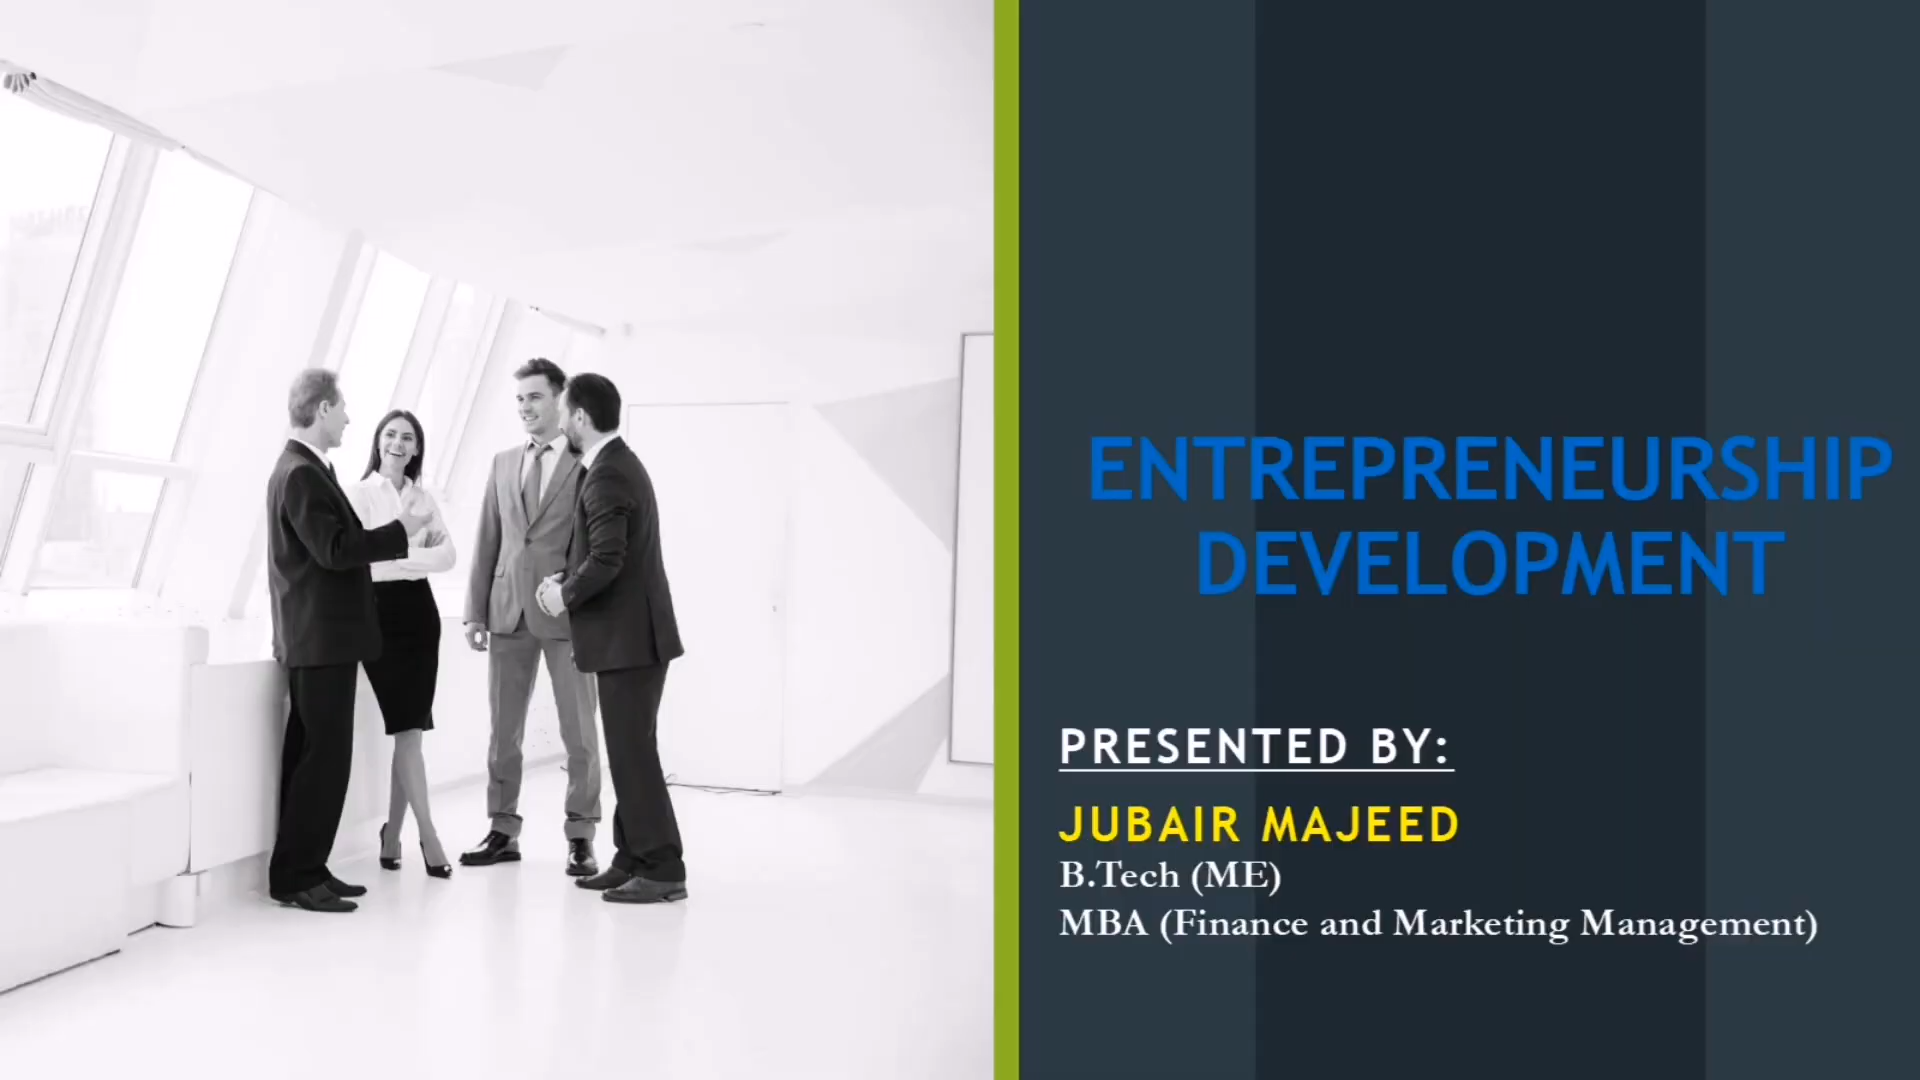 ENTREPRENEURSHIP
DEVELOPMENT
PRESENTED BY:
JUBAIR MAJEED
B.Tech (ME)
MBA (Finance and Marketing Management)